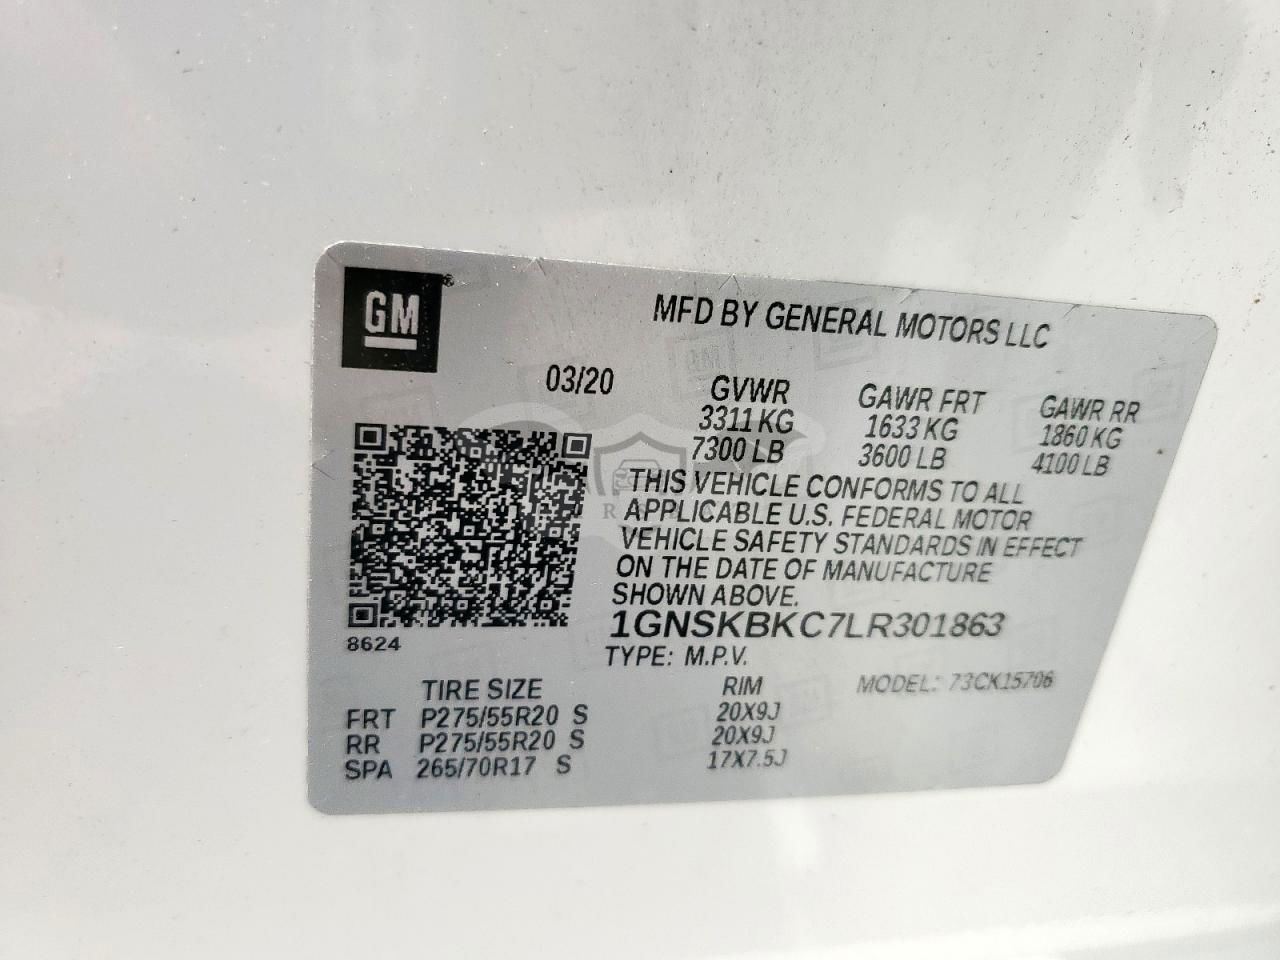 GM®
MFD BY GENERAL MOTORS LLC
03/20 GVWR GAWR FRT GAWR RR
3311 KG 1633 KG 1860 KG
7300 LB 3600 LB 4100 LB
THIS VEHICLE CONFORMS TO ALL
APPLICABLE U.S. FEDERAL MOTOR
VEHICLE SAFETY STANDARDS IN EFFECT
ON THE DATE OF MANUFACTURE
SHOWN ABOVE.
1GNSKBKC7LR301863
8624
TYPE: M.P.V.
MODEL: 73CK15706
TIRE SIZE RIM
FRT P275/55R20 S 20X9J
RR P275/55R20 S 20X9J
SPA 265/70R17 S 17X7.5J